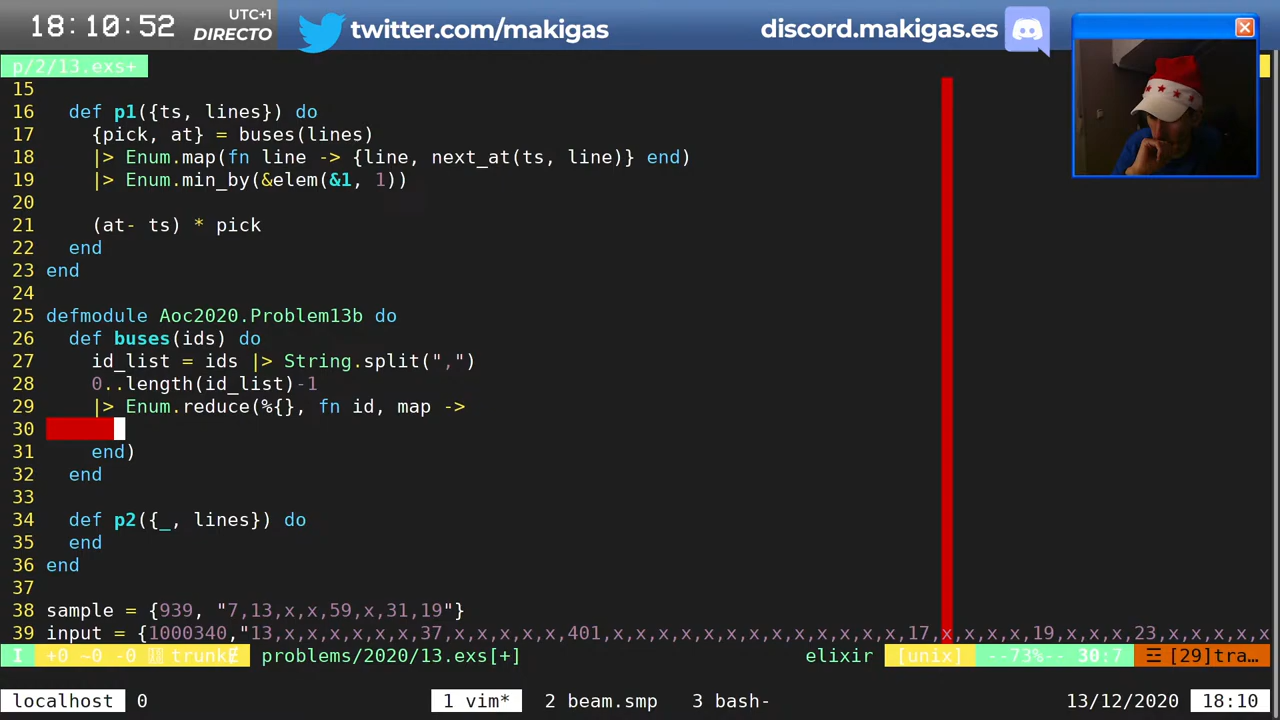 18:10:52
UTC+1
DIRECTO
twitter.com/makigas
discord.makigas.es
p/2/13.exs+
15
16   def p1({ts, lines}) do
17     {pick, at} = buses(lines)
18     |> Enum.map(fn line -> {line, next_at(ts, line)} end)
19     |> Enum.min_by(&elem(&1, 1))
20
21     (at- ts) * pick
22   end
23 end
24
25 defmodule Aoc2020.Problem13b do
26   def buses(ids) do
27     id_list = ids |> String.split(",")
28     0..length(id_list)-1
29     |> Enum.reduce(%{}, fn id, map ->
30
31     end)
32   end
33
34   def p2({_, lines}) do
35   end
36 end
37
38 sample = {939, "7,13,x,x,59,x,31,19"}
39 input = {1000340,"13,x,x,x,x,x,x,37,x,x,x,x,x,401,x,x,x,x,x,x,x,x,x,x,x,x,x,17,x,x,x,x,19,x,x,x,23,x,x,x,x,x
I +0 ~0 -0 trunk problems/2020/13.exs[+] elixir [unix] --73%-- 30:7 ☲ [29]tra…
localhost 0 1 vim* 2 beam.smp 3 bash- 13/12/2020 18:10